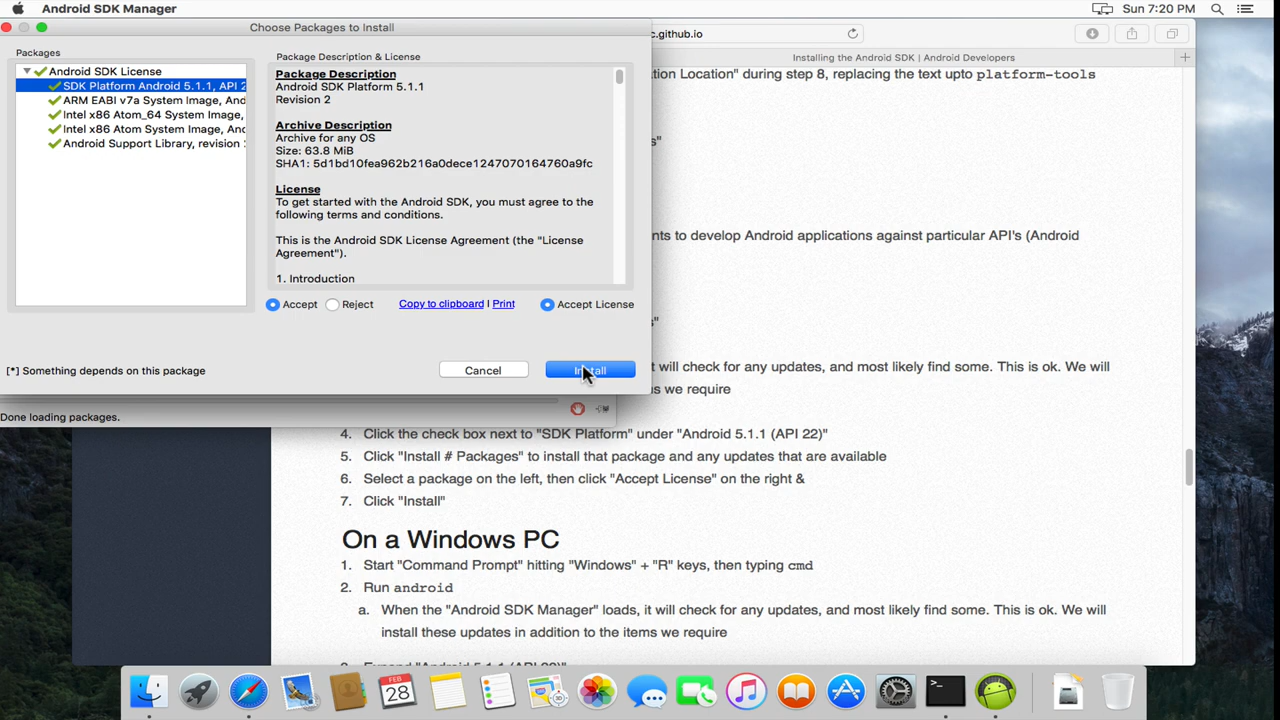 Android SDK Manager
Sun 7:20 PM
Choose Packages to Install
c.github.io
Installing the Android SDK | Android Developers
Packages
Android SDK License
SDK Platform Android 5.1.1, API 2
ARM EABI v7a System Image, And
Intel x86 Atom_64 System Image,
Intel x86 Atom System Image, And
Android Support Library, revision
[*] Something depends on this package
Package Description & License
Package Description
Android SDK Platform 5.1.1
Revision 2
Archive Description
Archive for any OS
Size: 63.8 MiB
SHA1: 5d1bd10fea962b216a0dece1247070164760a9fc
License
To get started with the Android SDK, you must agree to the
following terms and conditions.
This is the Android SDK License Agreement (the "License
Agreement").
1. Introduction
Accept Reject Copy to clipboard | Print Accept License
Cancel Install
Done loading packages.
ation Location" during step 8, replacing the text upto platform-tools
s"
nts to develop Android applications against particular API's (Android
s"
it will check for any updates, and most likely find some. This is ok. We will
ms we require
4. Click the check box next to "SDK Platform" under "Android 5.1.1 (API 22)"
5. Click "Install # Packages" to install that package and any updates that are available
6. Select a package on the left, then click "Accept License" on the right &
7. Click "Install"
On a Windows PC
1. Start "Command Prompt" hitting "Windows" + "R" keys, then typing cmd
2. Run android
a. When the "Android SDK Manager" loads, it will check for any updates, and most likely find some. This is ok. We will
install these updates in addition to the items we require
3. Expand "Android 5.1.1 (API 22)"
FEB
28